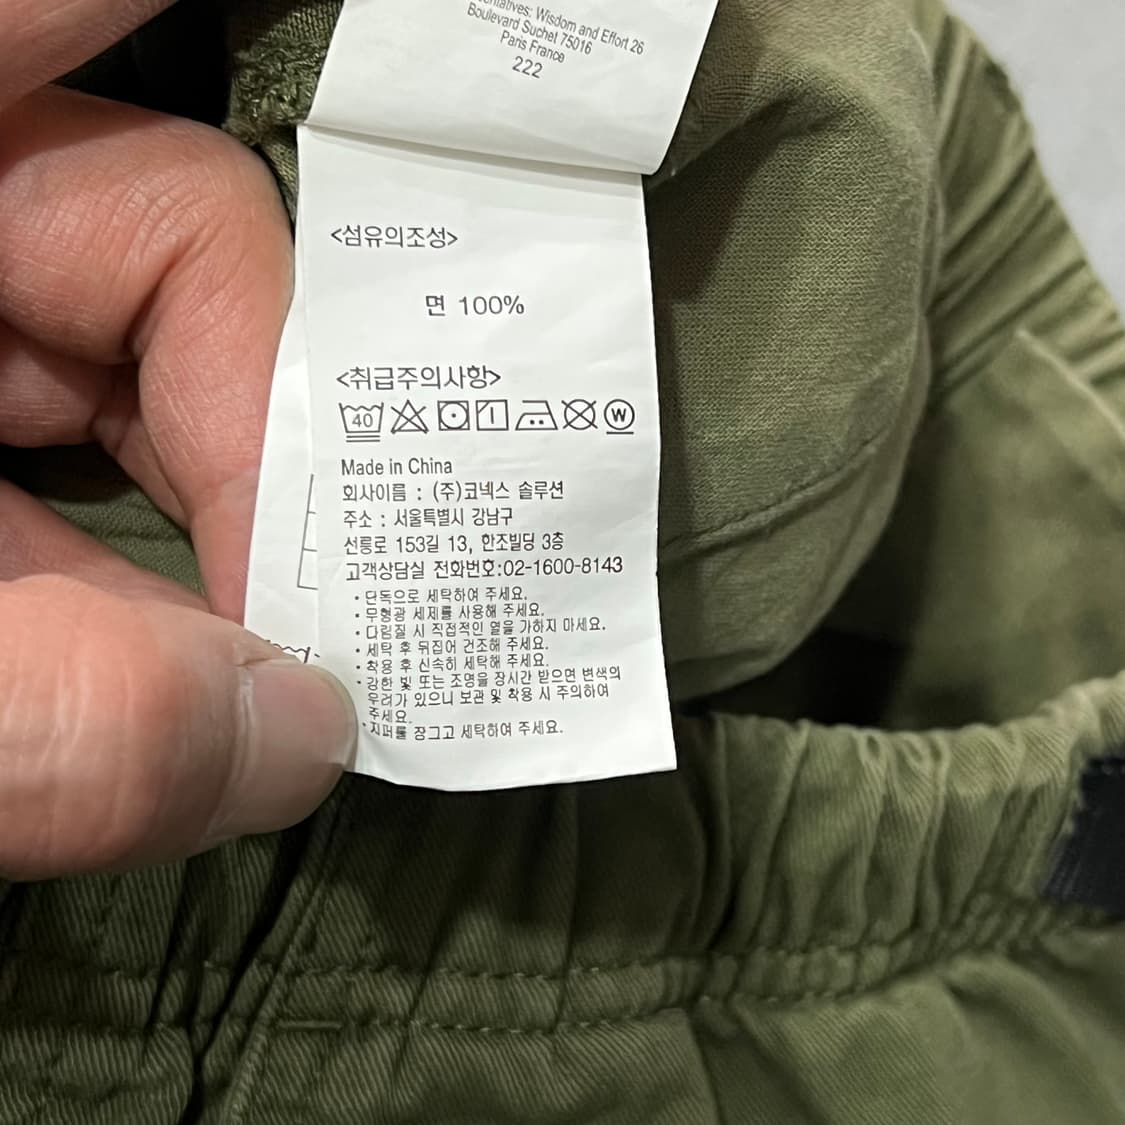 Wisdom and Effort 26
Boulevard Suchet 75016
Paris France
222
<섬유의조성>
면 100%
<취급주의사항>
40 W
Made in China
회사이름 : (주)코넥스 솔루션
주소 : 서울특별시 강남구
선릉로 153길 13, 한조빌딩 3층
고객상담실 전화번호:02-1600-8143
• 단독으로 세탁하여 주세요.
• 무형광 세제를 사용해 주세요.
• 다림질 시 직접적인 열을 가하지 마세요.
• 세탁 후 뒤집어 건조해 주세요.
• 착용 후 신속히 세탁해 주세요.
• 강한 빛 또는 조명을 장시간 받으면 변색의
우려가 있으니 보관 및 착용 시 주의하여
주세요.
• 지퍼를 잠그고 세탁하여 주세요.